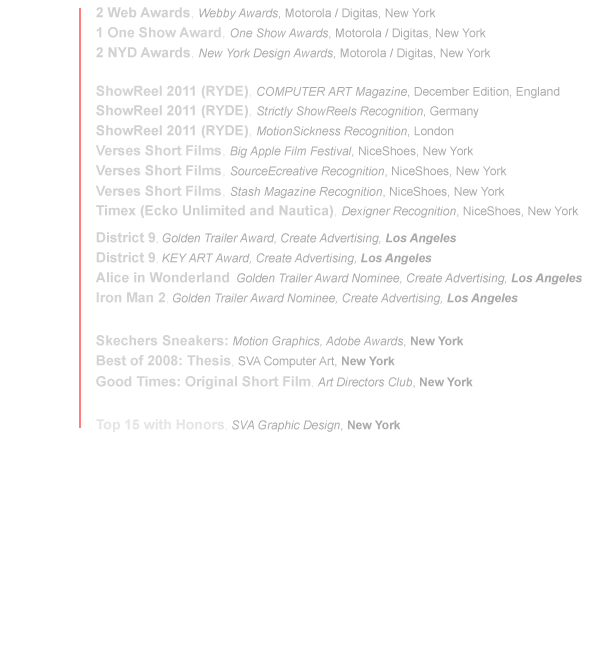 2 Web Awards, Webby Awards, Motorola / Digitas, New York
1 One Show Award, One Show Awards, Motorola / Digitas, New York
2 NYD Awards, New York Design Awards, Motorola / Digitas, New York
ShowReel 2011 (RYDE), COMPUTER ART Magazine, December Edition, England
ShowReel 2011 (RYDE), Strictly ShowReels Recognition, Germany
ShowReel 2011 (RYDE), MotionSickness Recognition, London
Verses Short Films, Big Apple Film Festival, NiceShoes, New York
Verses Short Films, SourceEcreative Recognition, NiceShoes, New York
Verses Short Films, Stash Magazine Recognition, NiceShoes, New York
Timex (Ecko Unlimited and Nautica), Dexigner Recognition, NiceShoes, New York
District 9, Golden Trailer Award, Create Advertising, Los Angeles
District 9, KEY ART Award, Create Advertising, Los Angeles
Alice in Wonderland, Golden Trailer Award Nominee, Create Advertising, Los Angeles
Iron Man 2, Golden Trailer Award Nominee, Create Advertising, Los Angeles
Skechers Sneakers: Motion Graphics, Adobe Awards, New York
Best of 2008: Thesis, SVA Computer Art, New York
Good Times: Original Short Film, Art Directors Club, New York
Top 15 with Honors, SVA Graphic Design, New York